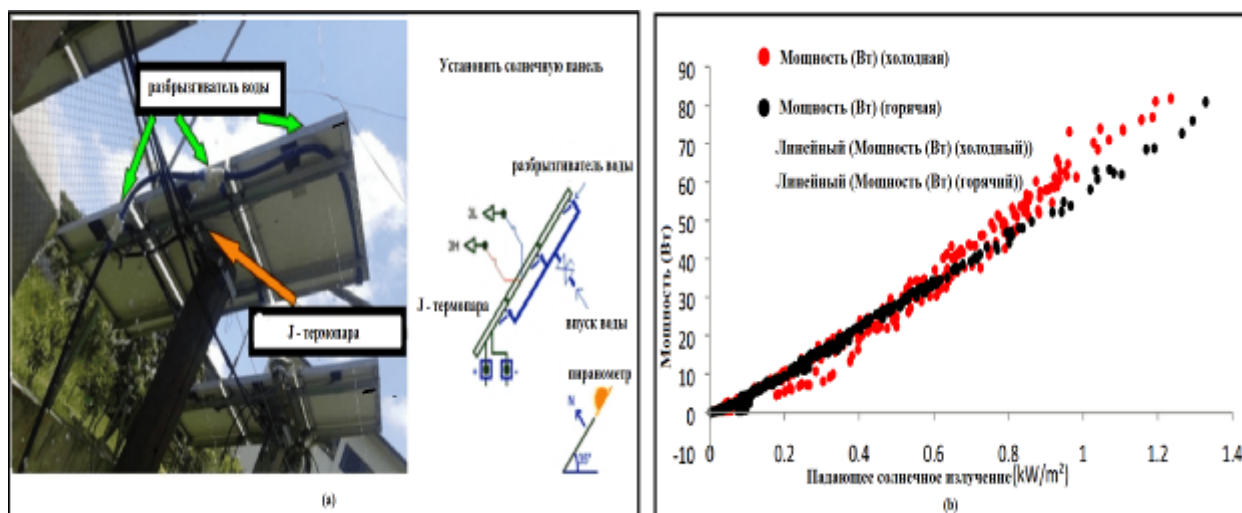 разбрызгиватель воды
J - термопара
(a)
Установить солнечную панель
разбрызгиватель воды
3L
3H
J - термопара
впуск воды
пиранометр
N
Мощность (Вт) (холодная)
Мощность (Вт) (горячая)
Линейный (Мощность (Вт) (холодный))
Линейный (Мощность (Вт) (горячий))
Мощность (Вт)
90
80
70
60
50
40
30
20
10
0
-10
0 0.2 0.4 0.6 0.8 1 1.2 1.4
Падающее солнечное излучение[kW/m²]
(b)